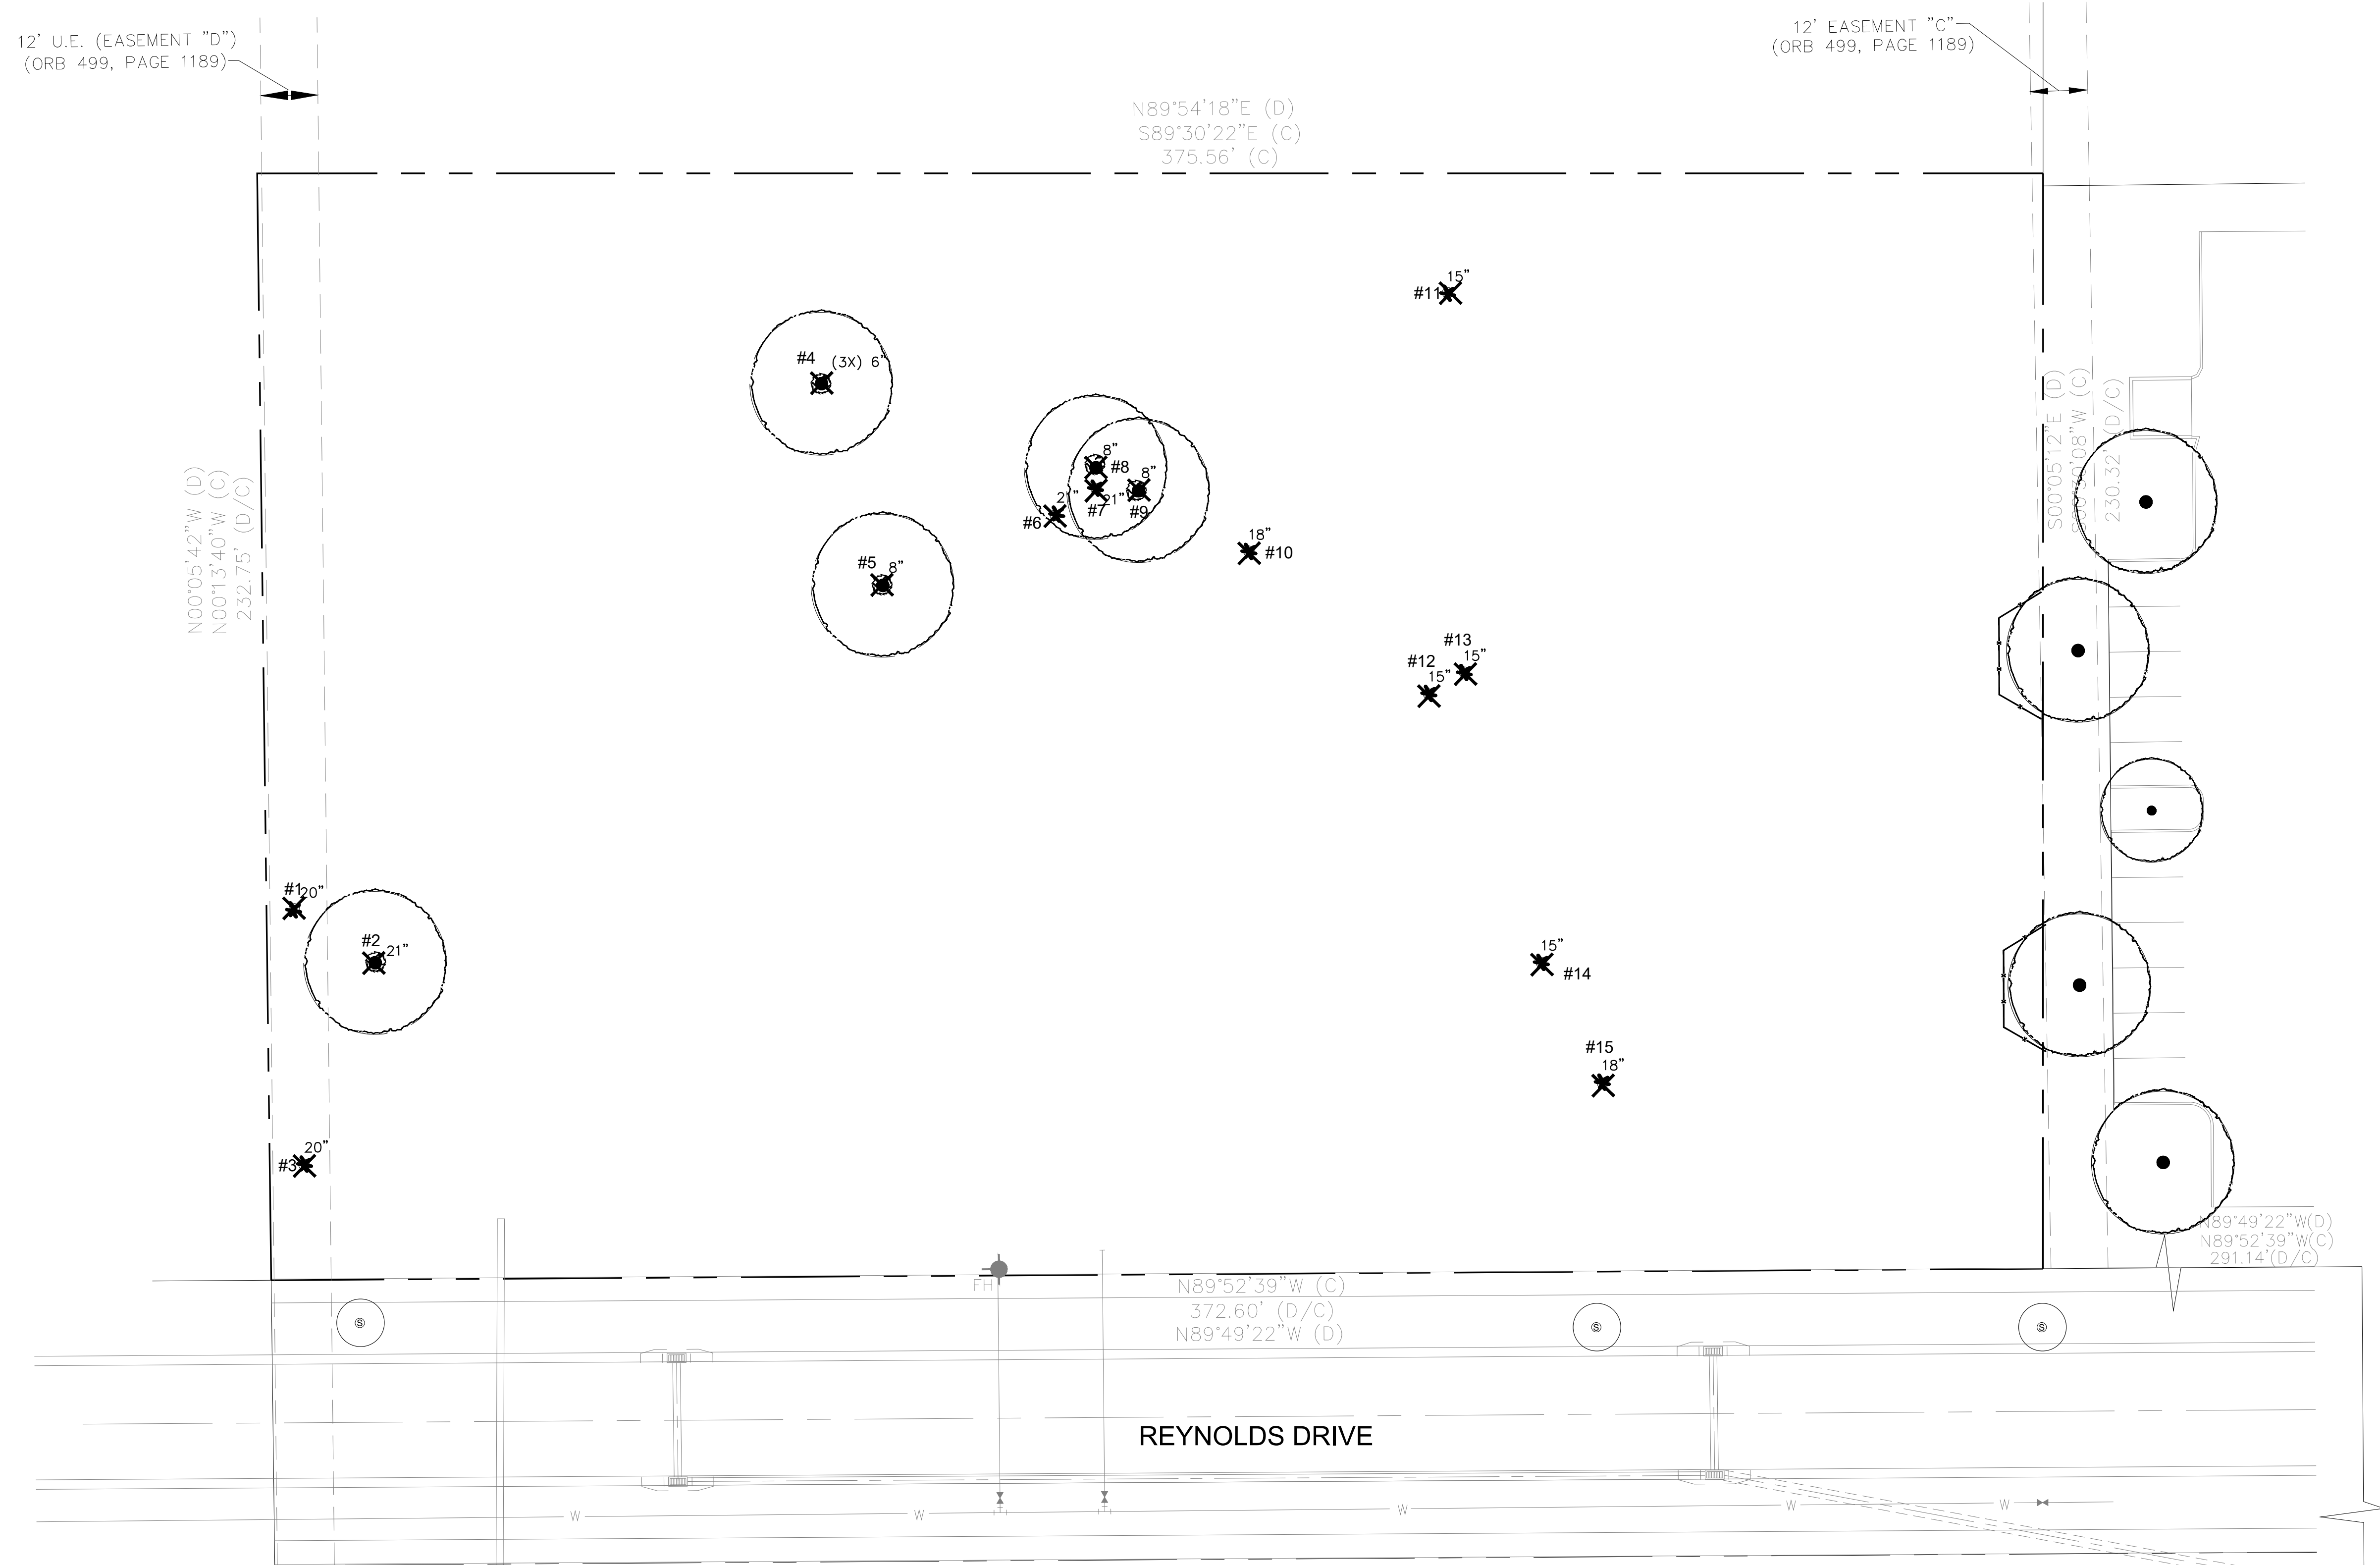 12' U.E. (EASEMENT "D")
(ORB 499, PAGE 1189)
12' EASEMENT "C"
(ORB 499, PAGE 1189)
N89°54'18"E (D)
S89°30'22"E (C)
375.56' (C)
15"
#11
#4
(3X) 6"
8"
#8
8"
21"
#7
21"
#9
#6
18"
#10
#5
8"
N00°05'42"W (D)
N00°13'40"W (C)
232.75' (D/C)
S00°05'12"E (D)
S00°30'08"W (C)
230.32' (D/C)
#13
15"
#12
15"
#1
20"
#2
21"
15"
#14
#15
18"
20"
#3
N89°49'22"W(D)
N89°52'39"W(C)
291.14'(D/C)
FH
N89°52'39"W (C)
372.60' (D/C)
N89°49'22"W (D)
S
S
S
REYNOLDS DRIVE
W
W
W
W
W